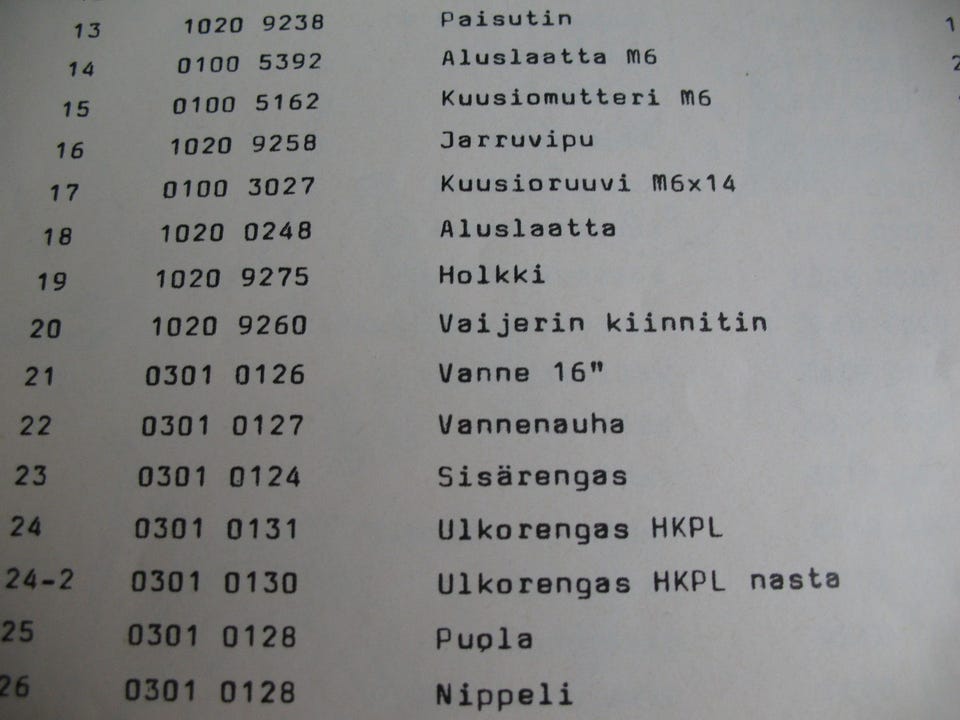 13 1020 9238 Paisutin
14 0100 5392 Aluslaatta M6
15 0100 5162 Kuusiomutteri M6
16 1020 9258 Jarruvipu
17 0100 3027 Kuusioruuvi M6x14
18 1020 0248 Aluslaatta
19 1020 9275 Holkki
20 1020 9260 Vaijerin kiinnitin
21 0301 0126 Vanne 16"
22 0301 0127 Vannenauha
23 0301 0124 Sisärengas
24 0301 0131 Ulkorengas HKPL
24-2 0301 0130 Ulkorengas HKPL nasta
25 0301 0128 Puola
26 0301 0128 Nippeli